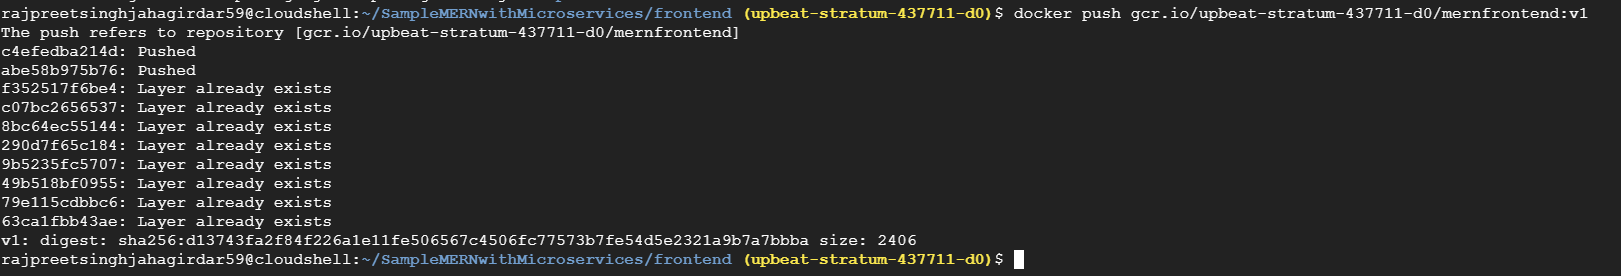 rajpreetsinghjahagirdar59@cloudshell:~/SampleMERNwithMicroservices/frontend (upbeat-stratum-437711-d0)$ docker push gcr.io/upbeat-stratum-437711-d0/mernfrontend:v1
The push refers to repository [gcr.io/upbeat-stratum-437711-d0/mernfrontend]
c4efedba214d: Pushed
abe58b975b76: Pushed
f352517f6be4: Layer already exists
c07bc2656537: Layer already exists
8bc64ec55144: Layer already exists
290d7f65c184: Layer already exists
9b5235fc5707: Layer already exists
49b518bf0955: Layer already exists
79e115cdbbc6: Layer already exists
63ca1fbb43ae: Layer already exists
v1: digest: sha256:d13743fa2f84f226a1e11fe506567c4506fc77573b7fe54d5e2321a9b7a7bbba size: 2406
rajpreetsinghjahagirdar59@cloudshell:~/SampleMERNwithMicroservices/frontend (upbeat-stratum-437711-d0)$